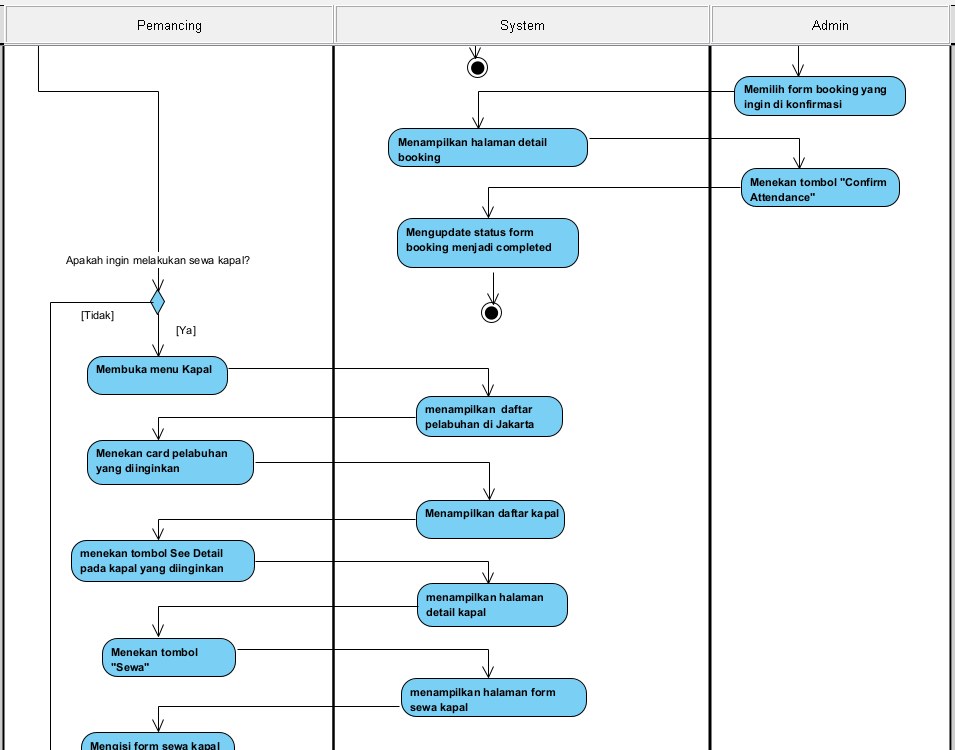 Pemancing
System
Admin
Memilih form booking yang
ingin di konfirmasi
Menampilkan halaman detail
booking
Menekan tombol "Confirm
Attendance"
Mengupdate status form
booking menjadi completed
Apakah ingin melakukan sewa kapal?
[Tidak]
[Ya]
Membuka menu Kapal
menampilkan daftar
pelabuhan di Jakarta
Menekan card pelabuhan
yang diinginkan
Menampilkan daftar kapal
menekan tombol See Detail
pada kapal yang diinginkan
menampilkan halaman
detail kapal
Menekan tombol
"Sewa"
menampilkan halaman form
sewa kapal
Mengisi form sewa kapal